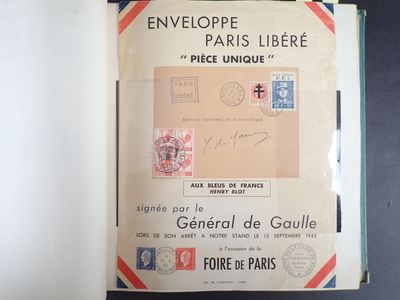 ENVELOPPE
PARIS LIBÉRÉ
"PIÈCE UNIQUE"
PARIS
LIBÉRÉ
F.F.I.
Service
AUX BLEUS DE FRANCE
HENRY BLOT
signée par le
Général de Gaulle
LORS DE SON ARRÊT A NOTRE STAND LE 15 SEPTEMBRE 1945
à l'occasion de la
FOIRE DE PARIS